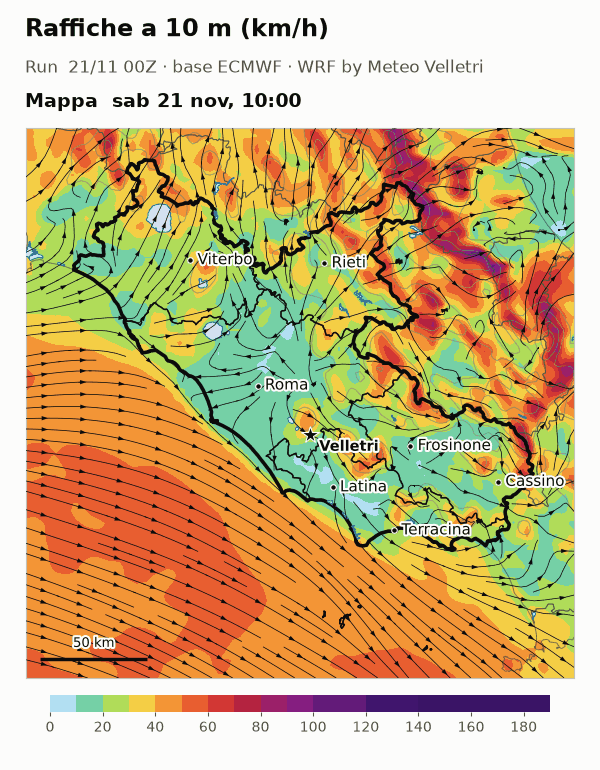 Raffiche a 10 m (km/h)
Run 21/11 00Z · base ECMWF · WRF by Meteo Velletri
Mappa sab 21 nov, 10:00
Viterbo
Rieti
Roma
Velletri
Frosinone
Cassino
Latina
Terracina
50 km
0 20 40 60 80 100 120 140 160 180